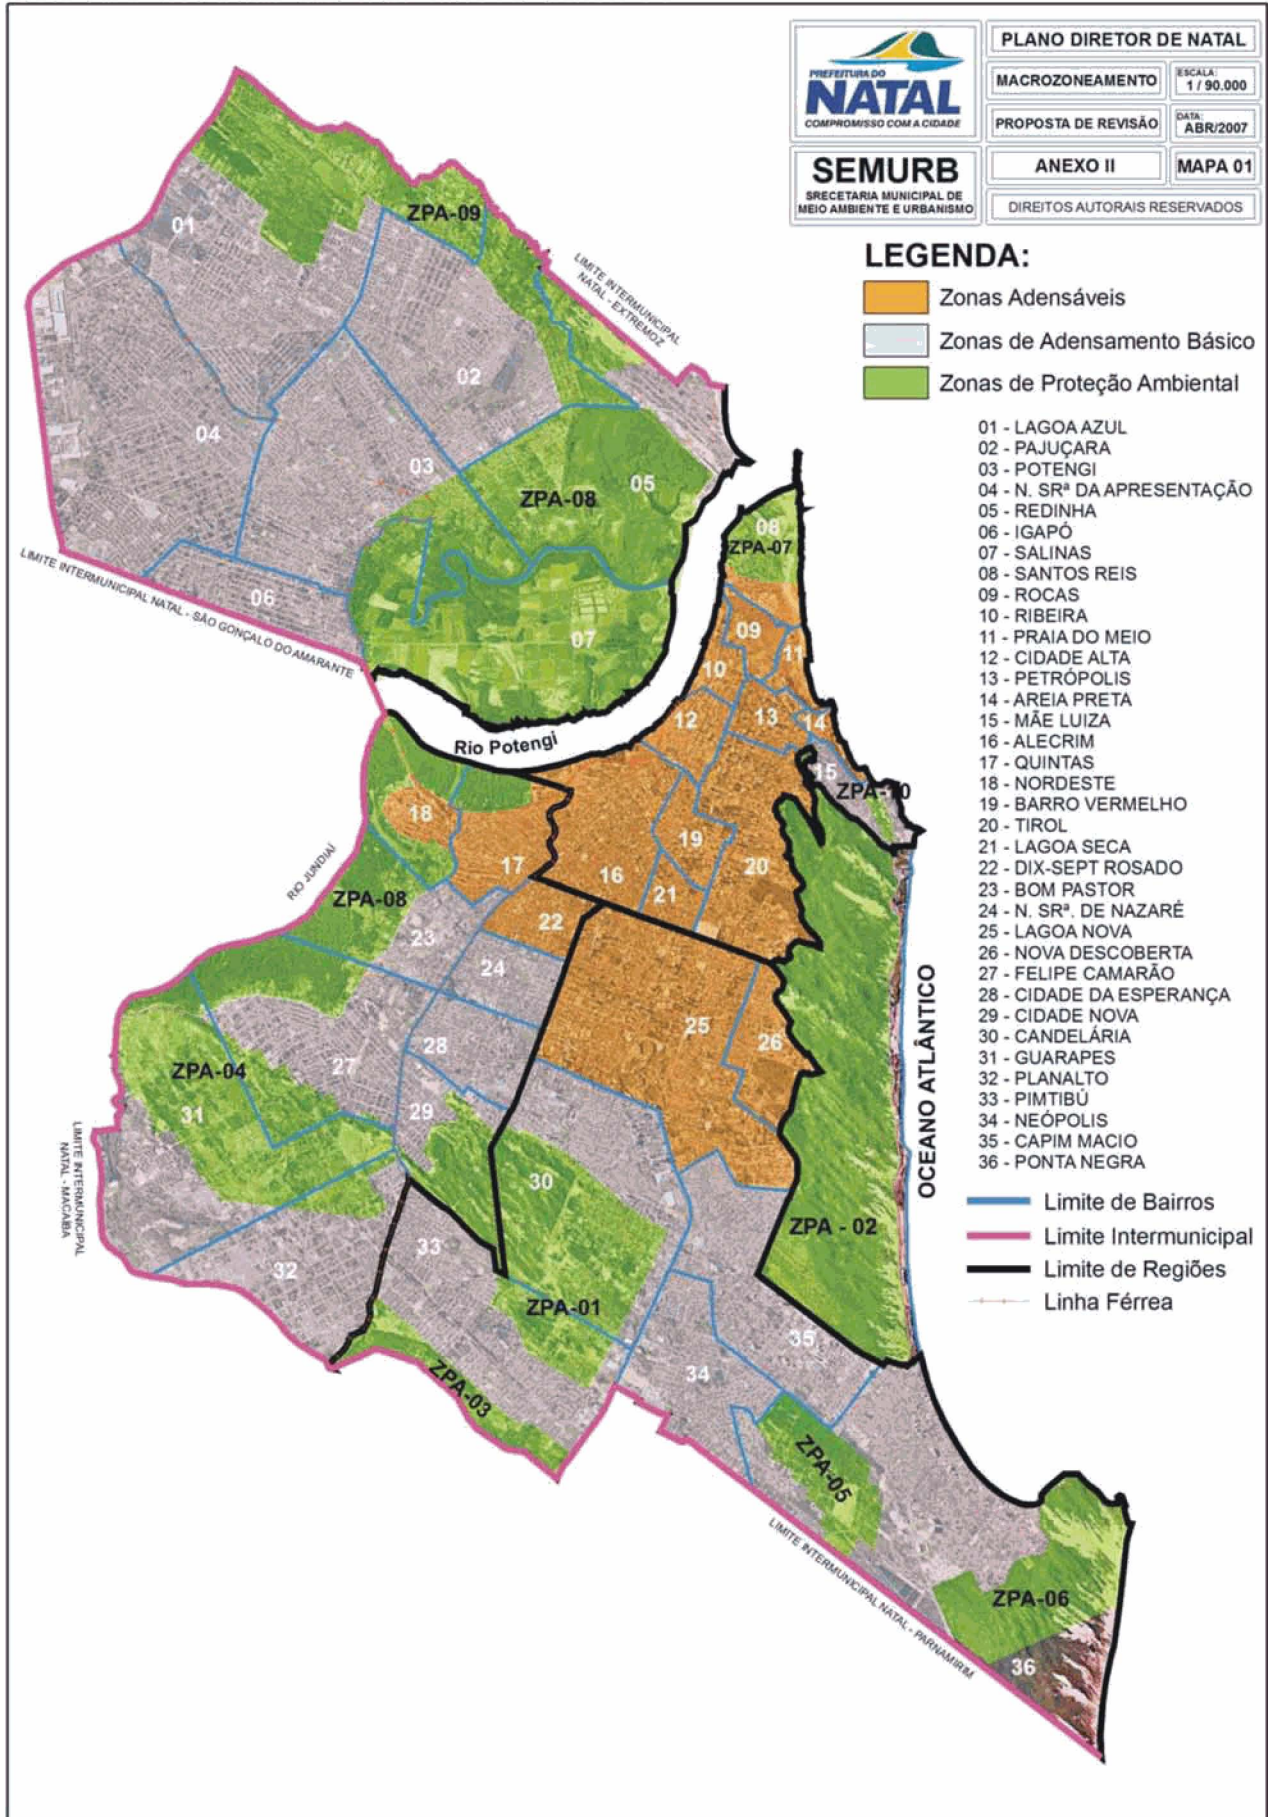 PREFEITURA DO
NATAL
COMPROMISSO COM A CIDADE
PLANO DIRETOR DE NATAL
MACROZONEAMENTO
ESCALA:
1 / 90.000
PROPOSTA DE REVISÃO
DATA:
ABR/2007
SEMURB
SRECETARIA MUNICIPAL DE
MEIO AMBIENTE E URBANISMO
ANEXO II
MAPA 01
DIREITOS AUTORAIS RESERVADOS
LEGENDA:
Zonas Adensáveis
Zonas de Adensamento Básico
Zonas de Proteção Ambiental
01 - LAGOA AZUL
02 - PAJUÇARA
03 - POTENGI
04 - N. SRª DA APRESENTAÇÃO
05 - REDINHA
06 - IGAPÓ
07 - SALINAS
08 - SANTOS REIS
09 - ROCAS
10 - RIBEIRA
11 - PRAIA DO MEIO
12 - CIDADE ALTA
13 - PETRÓPOLIS
14 - AREIA PRETA
15 - MÃE LUIZA
16 - ALECRIM
17 - QUINTAS
18 - NORDESTE
19 - BARRO VERMELHO
20 - TIROL
21 - LAGOA SECA
22 - DIX-SEPT ROSADO
23 - BOM PASTOR
24 - N. SRª. DE NAZARÉ
25 - LAGOA NOVA
26 - NOVA DESCOBERTA
27 - FELIPE CAMARÃO
28 - CIDADE DA ESPERANÇA
29 - CIDADE NOVA
30 - CANDELÁRIA
31 - GUARAPES
32 - PLANALTO
33 - PIMTIBÚ
34 - NEÓPOLIS
35 - CAPIM MACIO
36 - PONTA NEGRA
Limite de Bairros
Limite Intermunicipal
Limite de Regiões
Linha Férrea
ZPA-09
01
LIMITE INTERMUNICIPAL
NATAL - EXTREMOZ
02
04
03
05
ZPA-08
08
ZPA-07
LIMITE INTERMUNICIPAL NATAL - SÃO GONÇALO DO AMARANTE
06
07
09
11
10
12
13
14
Rio Potengi
15
ZPA-10
18
19
17
16
20
21
RIO JUNDIAÍ
ZPA-08
23
22
24
OCEANO ATLÂNTICO
25
26
28
27
ZPA-04
31
29
LIMITE INTERMUNICIPAL
NATAL - MACAIBA
30
ZPA - 02
33
32
ZPA-01
35
34
ZPA-03
ZPA-05
LIMITE INTERMUNICIPAL NATAL - PARNAMIRIM
ZPA-06
36